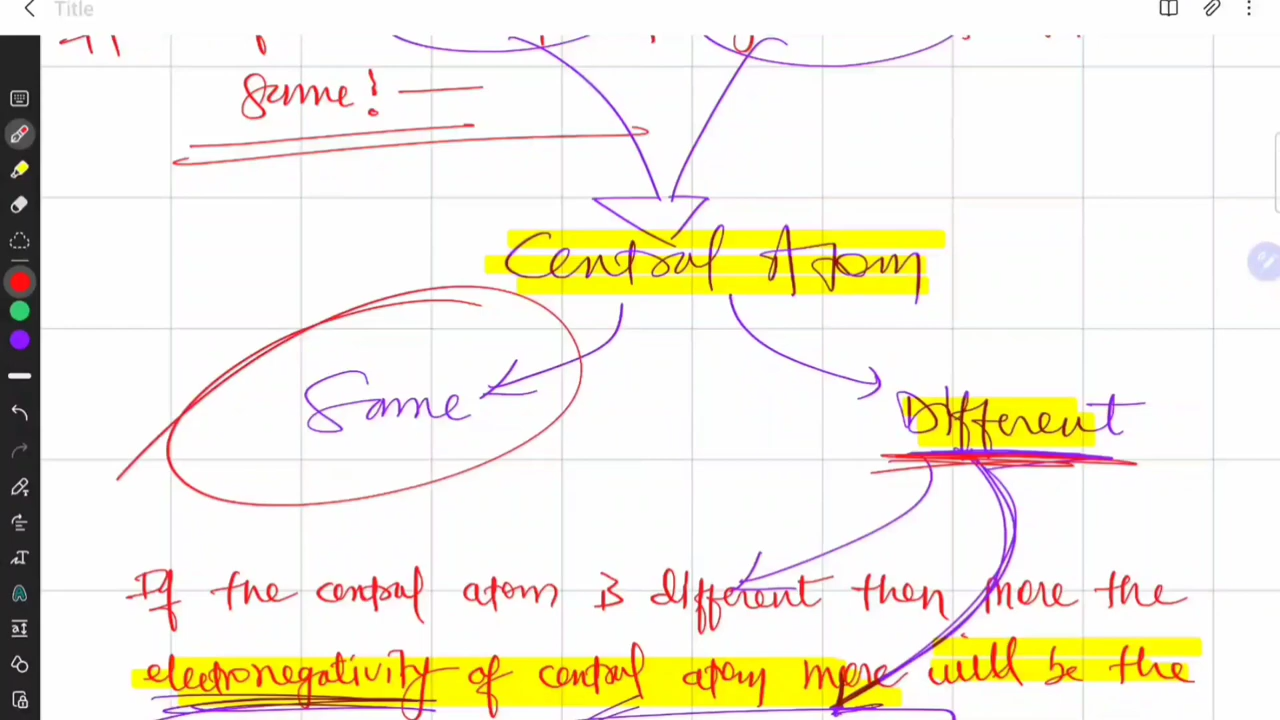 Title
Same! —
Central Atom
Same
Different
If the central atom is different then more the
electronegativity of central atom more will be the